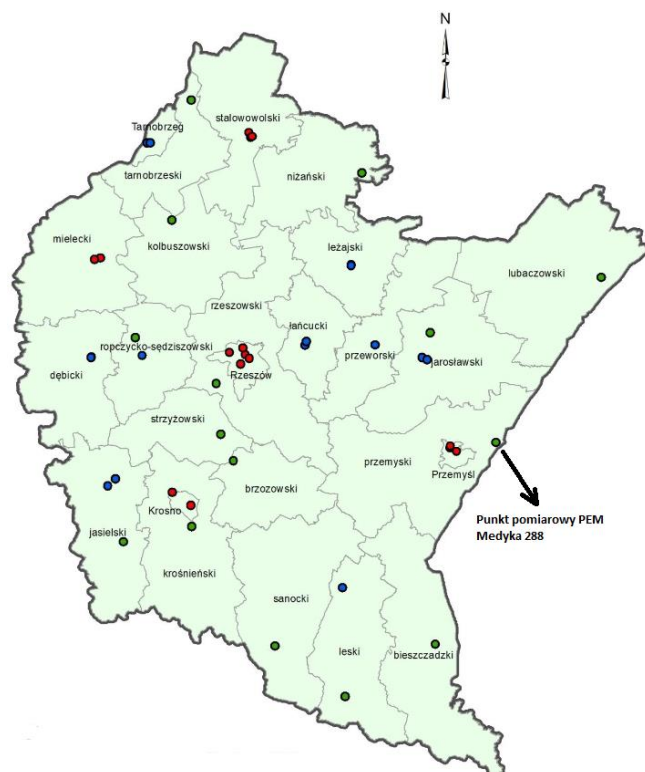 N
stalowowolski
Tarnobrzeg
tarnobrzeski
niżański
mielecki
kolbuszowski
leżajski
lubaczowski
rzeszowski
łańcucki
ropczycko-sędziszowski
przeworski
jarosławski
dębicki
Rzeszów
strzyżowski
przemyski
Przemyśl
brzozowski
Krosno
jasielski
krośnieński
sanocki
leski
bieszczadzki
Punkt pomiarowy PEM
Medyka 288